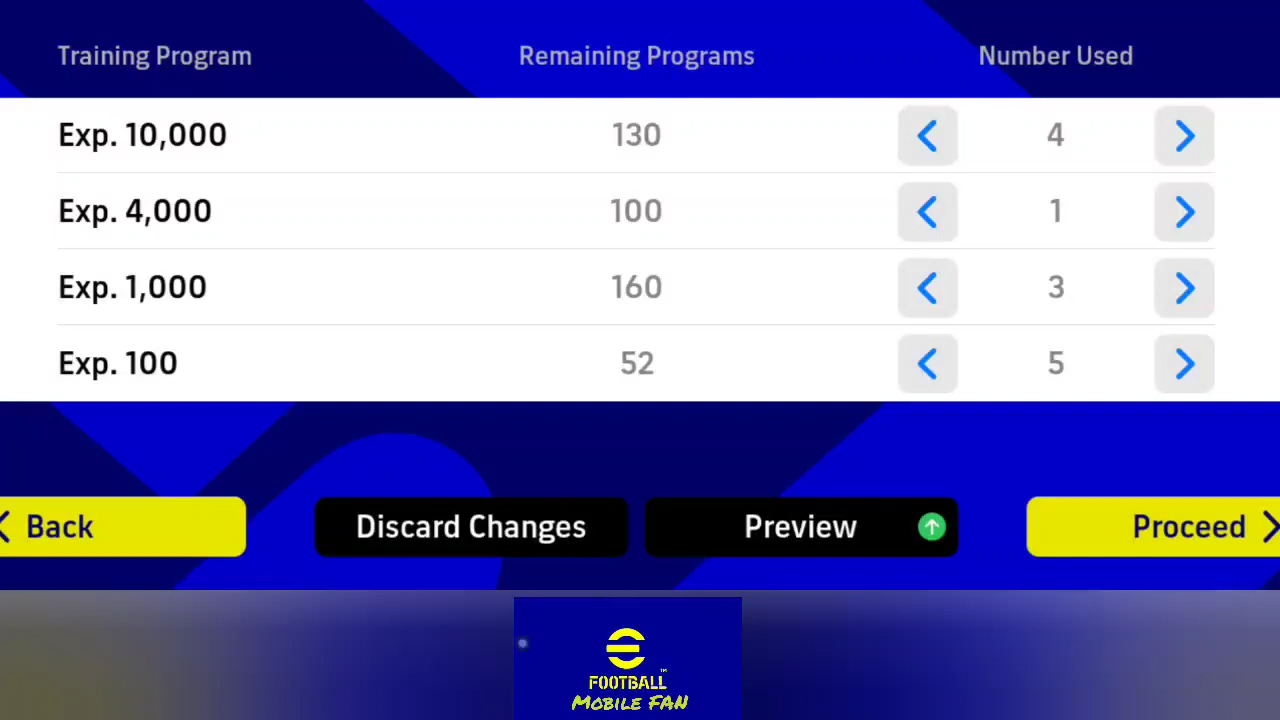 Training Program Remaining Programs Number Used
Exp. 10,000 130 4
Exp. 4,000 100 1
Exp. 1,000 160 3
Exp. 100 52 5
Back Discard Changes Preview Proceed
FOOTBALL™
MOBILE FAN